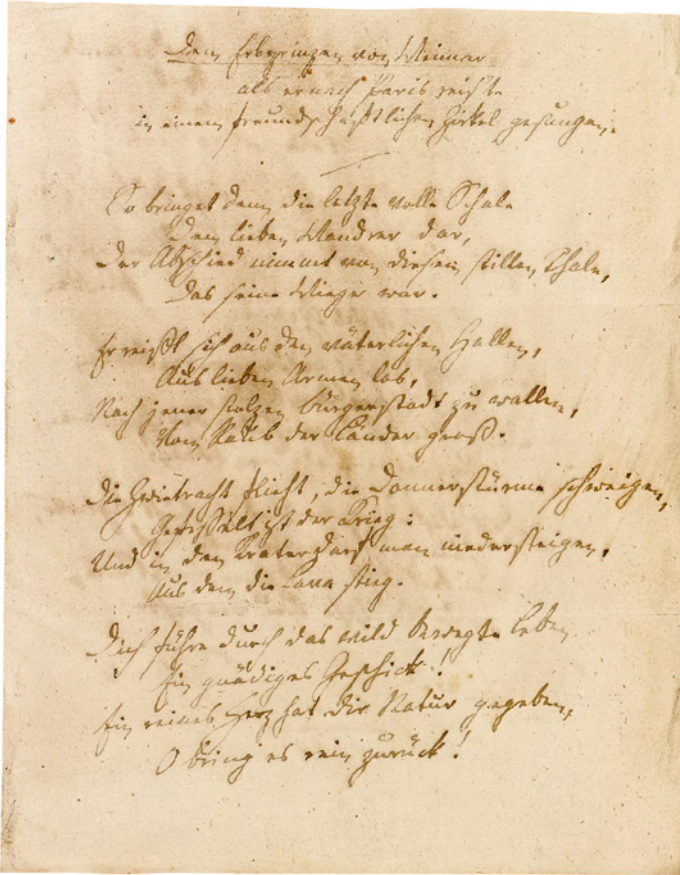 Dem Erbprinzen von Weimar
als er nach Paris reis'te
in einem freundschaftlichen Zirkel gesungen.
So bringet denn die letzte volle Schale
Dem lieben Wandrer dar,
Der Abschied nimmt von diesem stillen Thale,
Das seine Wiege war.
Er reißt sich aus den väterlichen Hallen,
Aus lieben Armen los,
Nach jener stolzen Bürgerstadt zu wallen,
Vom Raub der Länder groß.
Die Zwietracht flieht, die Donnerstürme schweigen,
Gefesselt ist der Krieg:
Und in den Krater darf man niedersteigen,
Aus dem die Lava stieg.
Dich führe durch das wild bewegte Leben
Ein gnädiges Geschick!
Ein reines Herz hat dir Natur gegeben,
O bring es rein zurück!